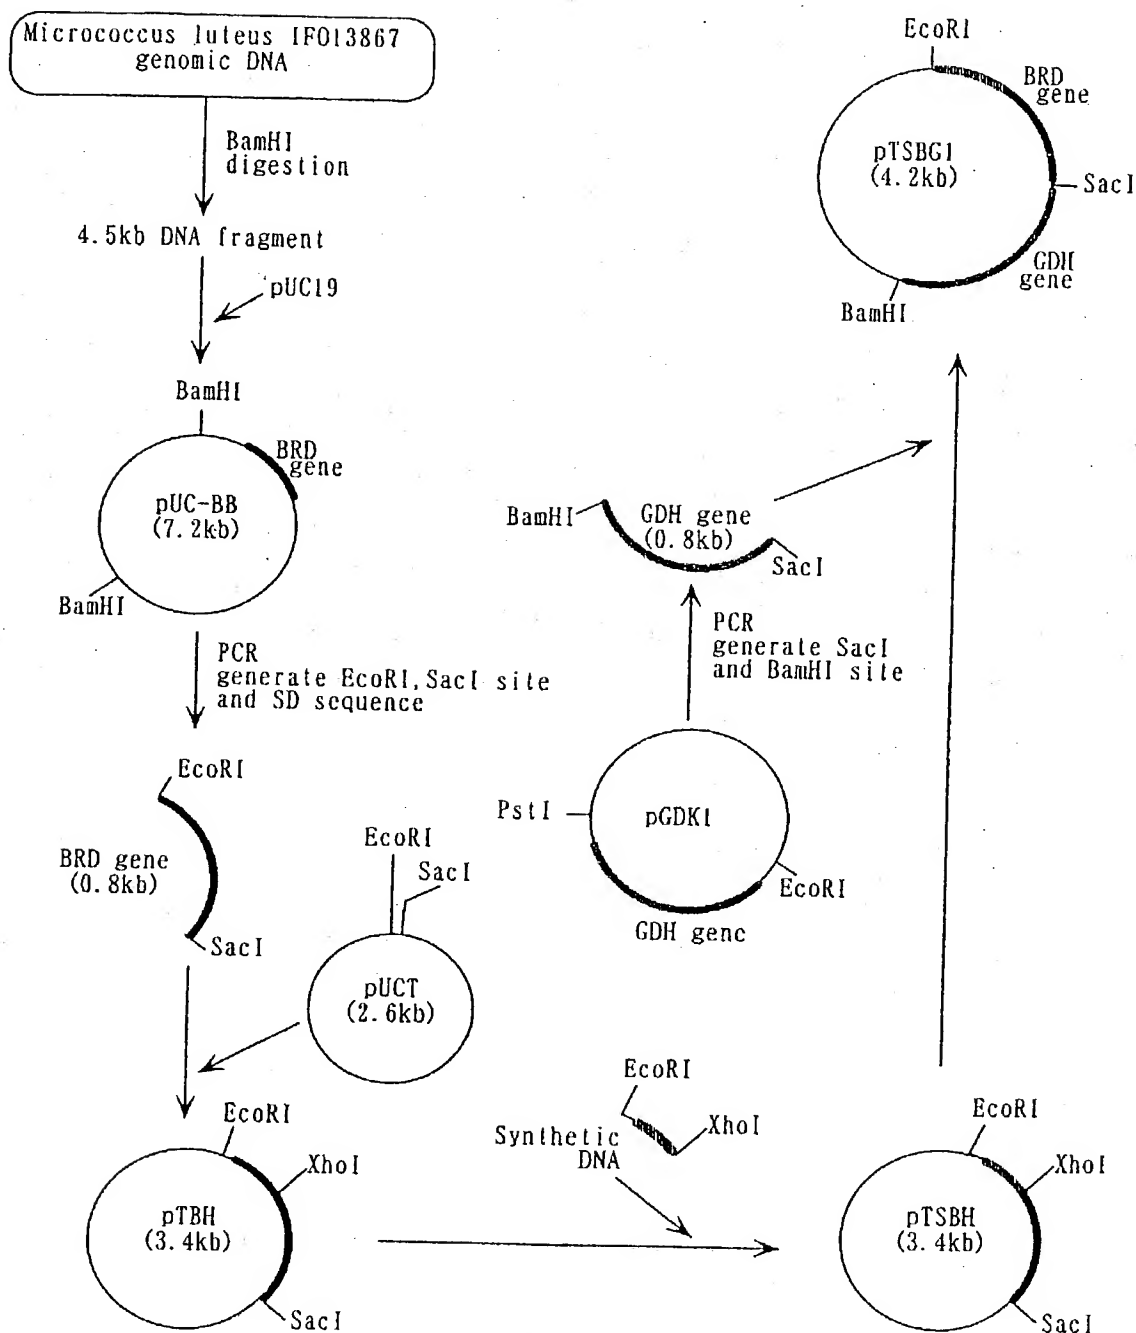 Micrococcus luteus IFO13867
genomic DNA
BamHI
digestion
4.5kb DNA fragment
pUC19
BamHI
BRD
gene
pUC-BB
(7.2kb)
BamHI
PCR
generate EcoRI, SacI site
and SD sequence
EcoRI
BRD gene
(0.8kb)
SacI
EcoRI
SacI
pUCT
(2.6kb)
EcoRI
XhoI
pTBH
(3.4kb)
SacI
EcoRI
XhoI
Synthetic
DNA
EcoRI
XhoI
pTSBH
(3.4kb)
SacI
PstI
pGDK1
EcoRI
GDH genc
PCR
generate SacI
and BamHI site
BamHI
GDH gene
(0.8kb)
SacI
EcoRI
BRD
gene
pTSBG1
(4.2kb)
SacI
GDH
gene
BamHI